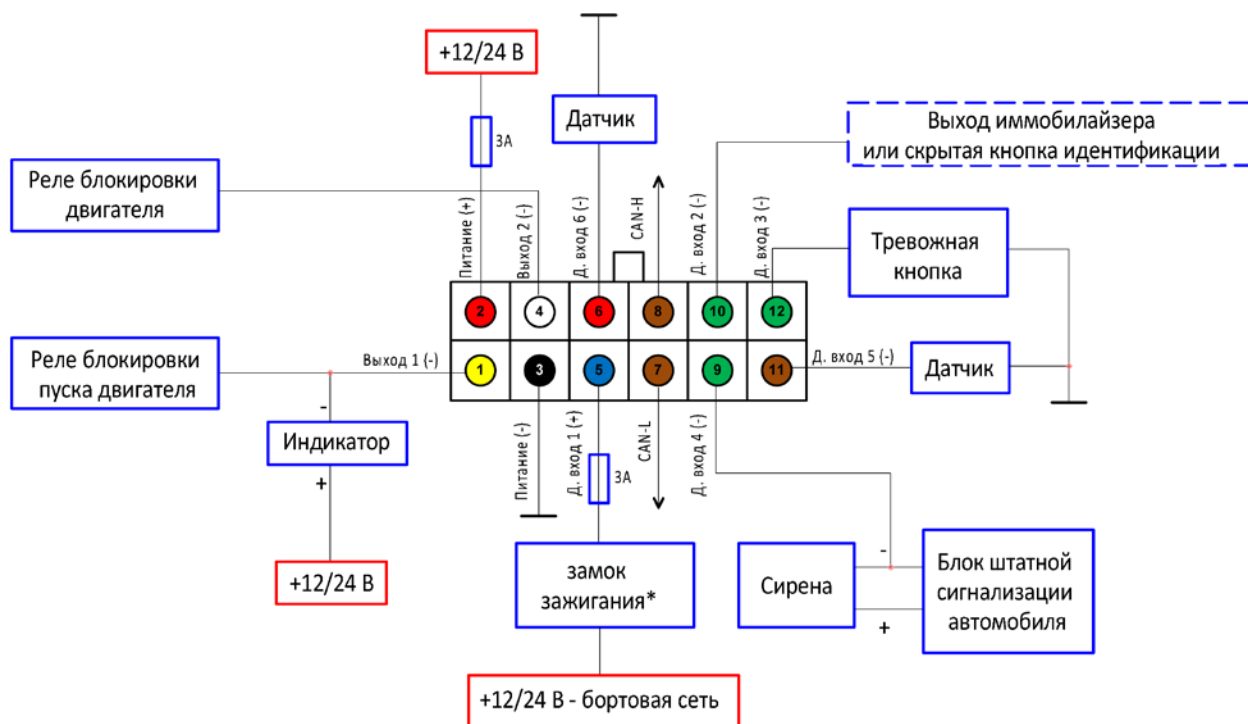 +12/24 В
Датчик
3А
Выход иммобилайзера
или скрытая кнопка идентификации
Реле блокировки
двигателя
Питание (+)
Выход 2 (-)
Д. вход 6 (-)
CAN-H
Д. вход 2 (-)
Д. вход 3 (-)
Тревожная
кнопка
2
4
6
8
10
12
Реле блокировки
пуска двигателя
Выход 1 (-)
1
3
5
7
9
11
Д. вход 5 (-)
Датчик
-
Индикатор
+
Питание (-)
Д. вход 1 (+)
3А
CAN-L
Д. вход 4 (-)
+12/24 В
замок
зажигания*
Сирена
-
+
Блок штатной
сигнализации
автомобиля
+12/24 В - бортовая сеть